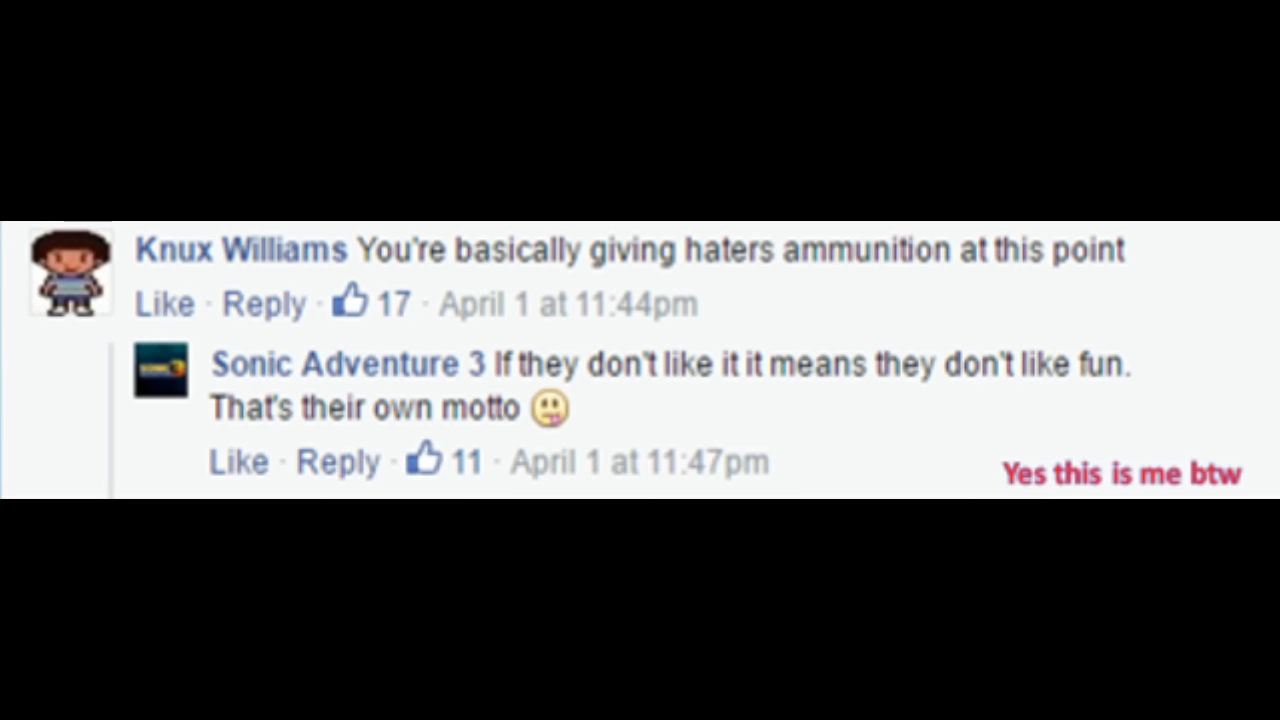 Knux Williams You're basically giving haters ammunition at this point
Like · Reply · 17 · April 1 at 11:44pm
Sonic Adventure 3 If they don't like it it means they don't like fun.
That's their own motto
Like · Reply · 11 · April 1 at 11:47pm
Yes this is me btw